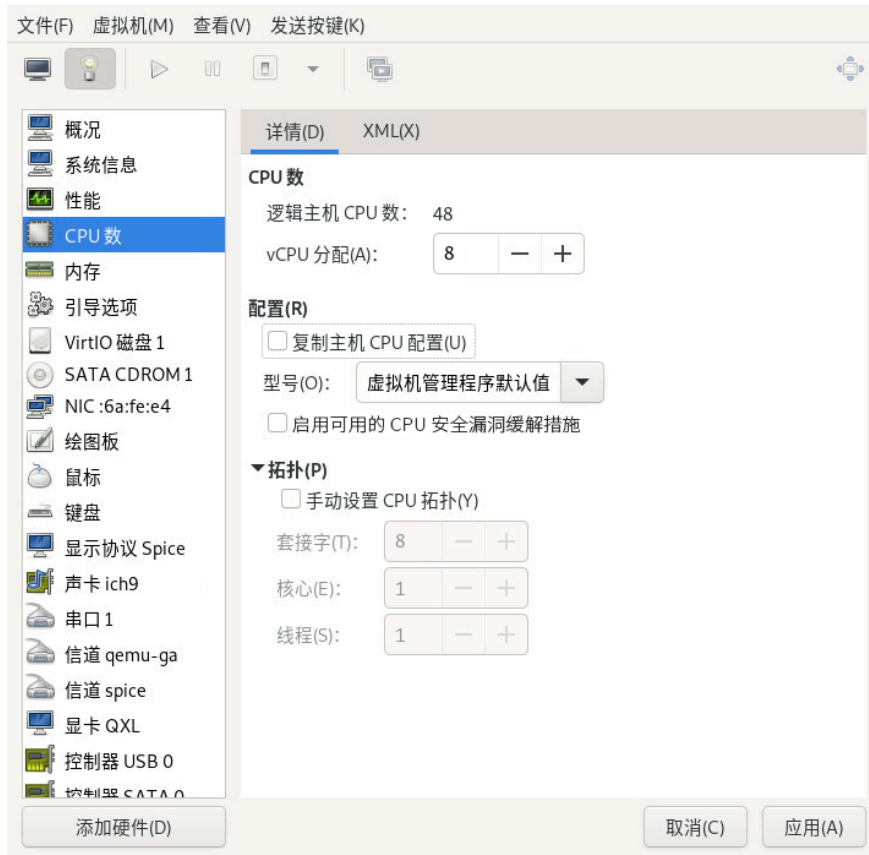 文件(F) 虚拟机(M) 查看(V) 发送按键(K)
概况
系统信息
性能
CPU 数
内存
引导选项
VirtIO 磁盘 1
SATA CDROM 1
NIC :6a:fe:e4
绘图板
鼠标
键盘
显示协议 Spice
声卡 ich9
串口 1
信道 qemu-ga
信道 spice
显卡 QXL
控制器 USB 0
控制器 SATA 0
添加硬件(D)
详情(D) XML(X)
CPU 数
逻辑主机 CPU 数： 48
vCPU 分配(A)： 8
配置(R)
复制主机 CPU 配置(U)
型号(O)： 虚拟机管理程序默认值
启用可用的 CPU 安全漏洞缓解措施
拓扑(P)
手动设置 CPU 拓扑(Y)
套接字(T)： 8
核心(E)： 1
线程(S)： 1
取消(C) 应用(A)